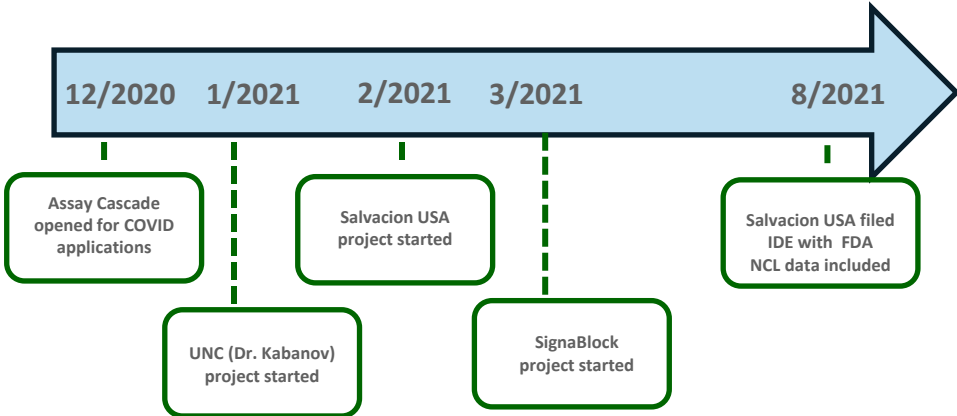 12/2020 1/2021 2/2021 3/2021 8/2021
Assay Cascade
opened for COVID
applications
UNC (Dr. Kabanov)
project started
Salvacion USA
project started
SignaBlock
project started
Salvacion USA filed
IDE with FDA
NCL data included